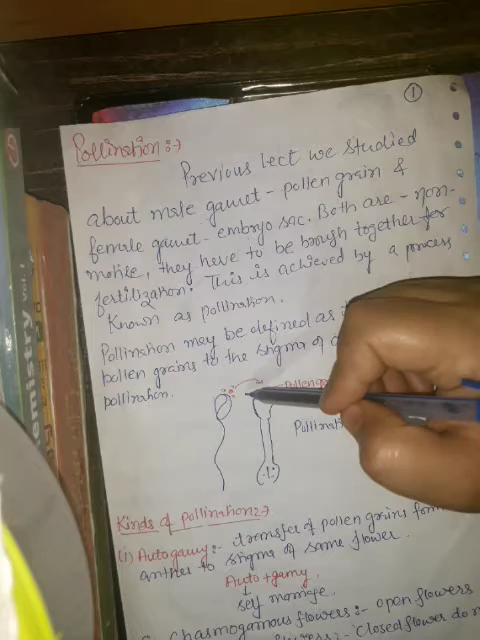 ①
Pollination :-
Previous lect we studied
about male gamet - pollen grain &
female gamet - embryo sac. Both are - non-
motile, they have to be brough together for
fertilization. This is achieved by a process
Known as pollination.
Pollination may be defined as
pollen grains to the stigma of
pollination.
Kinds of pollination :-
(1) Autogamy :- transfer of pollen grains form
anther to stigma of same flower.
Auto + gamy
self marriage.
Chasmogamous flowers :- open flowers
Closed flower do
emistry